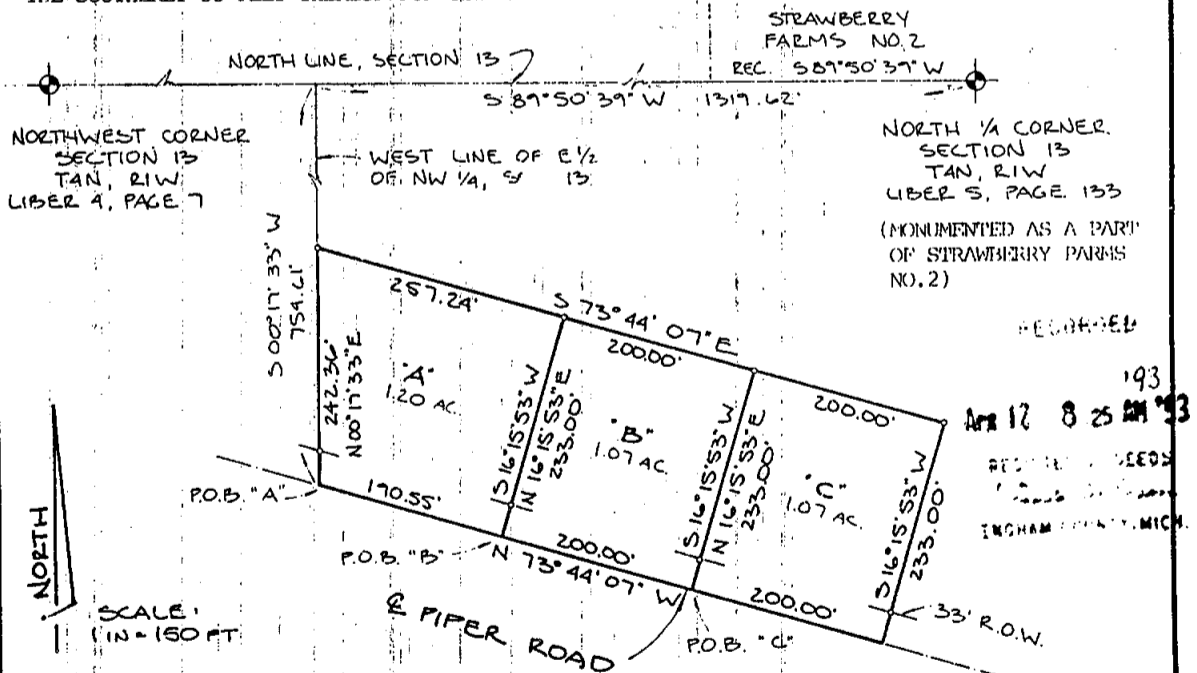 STRAWBERRY
FARMS NO.2
NORTH LINE, SECTION 13
REC. S 89°50'39" W
S 89°50'39" W 1319.62'
NORTHWEST CORNER
SECTION 13
T4N, R1W
LIBER 4, PAGE 7
WEST LINE OF E 1/2
OF NW 1/4, 13
NORTH 1/4 CORNER
SECTION 13
T4N, R1W
LIBER 5, PAGE 133
(MONUMENTED AS A PART
OF STRAWBERRY FARMS
NO.2)
S 00°17'33" W
754.61'
257.24'
S 73°44'07" E
200.00'
200.00'
242.36'
N 00°17'33" E
"A"
1.20 AC.
S 16°15'53" W
N 16°15'53" E
233.00'
"B"
1.07 AC.
S 16°15'53" W
N 16°15'53" E
233.00'
"C"
1.07 AC.
S 16°15'53" W
233.00'
'93
Apr 12 8 25 AM '93
INGHAM MICH.
P.O.B. "A"
190.55'
P.O.B. "B"
200.00'
N 73°44'07" W
200.00'
33' R.O.W.
P.O.B. "C"
℄ PIPER ROAD
NORTH
SCALE:
1 IN = 150 FT